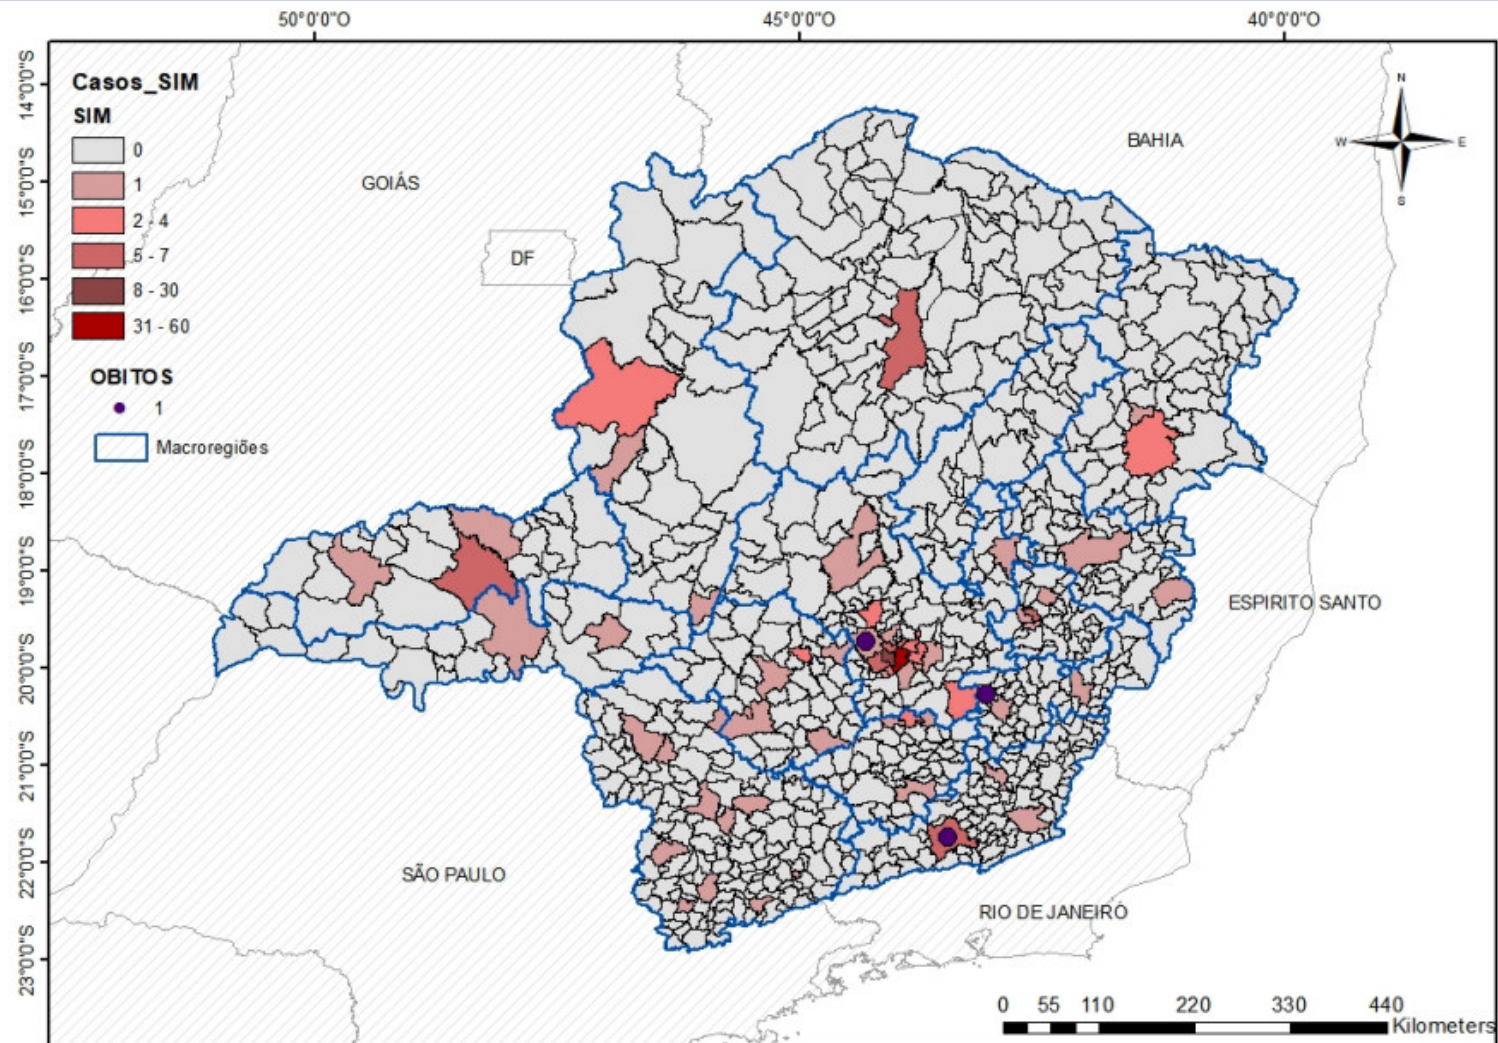 50°0'0"O 45°0'0"O 40°0'0"O
14°0'0"S
15°0'0"S
16°0'0"S
17°0'0"S
18°0'0"S
19°0'0"S
20°0'0"S
21°0'0"S
22°0'0"S
23°0'0"S
Casos_SIM
SIM
0
1
2 - 4
5 - 7
8 - 30
31 - 60
OBITOS
1
Macroregiões
N
W E
S
BAHIA
GOIÁS
DF
ESPIRITO SANTO
SÃO PAULO
RIO DE JANEIRO
0 55 110 220 330 440
Kilometers